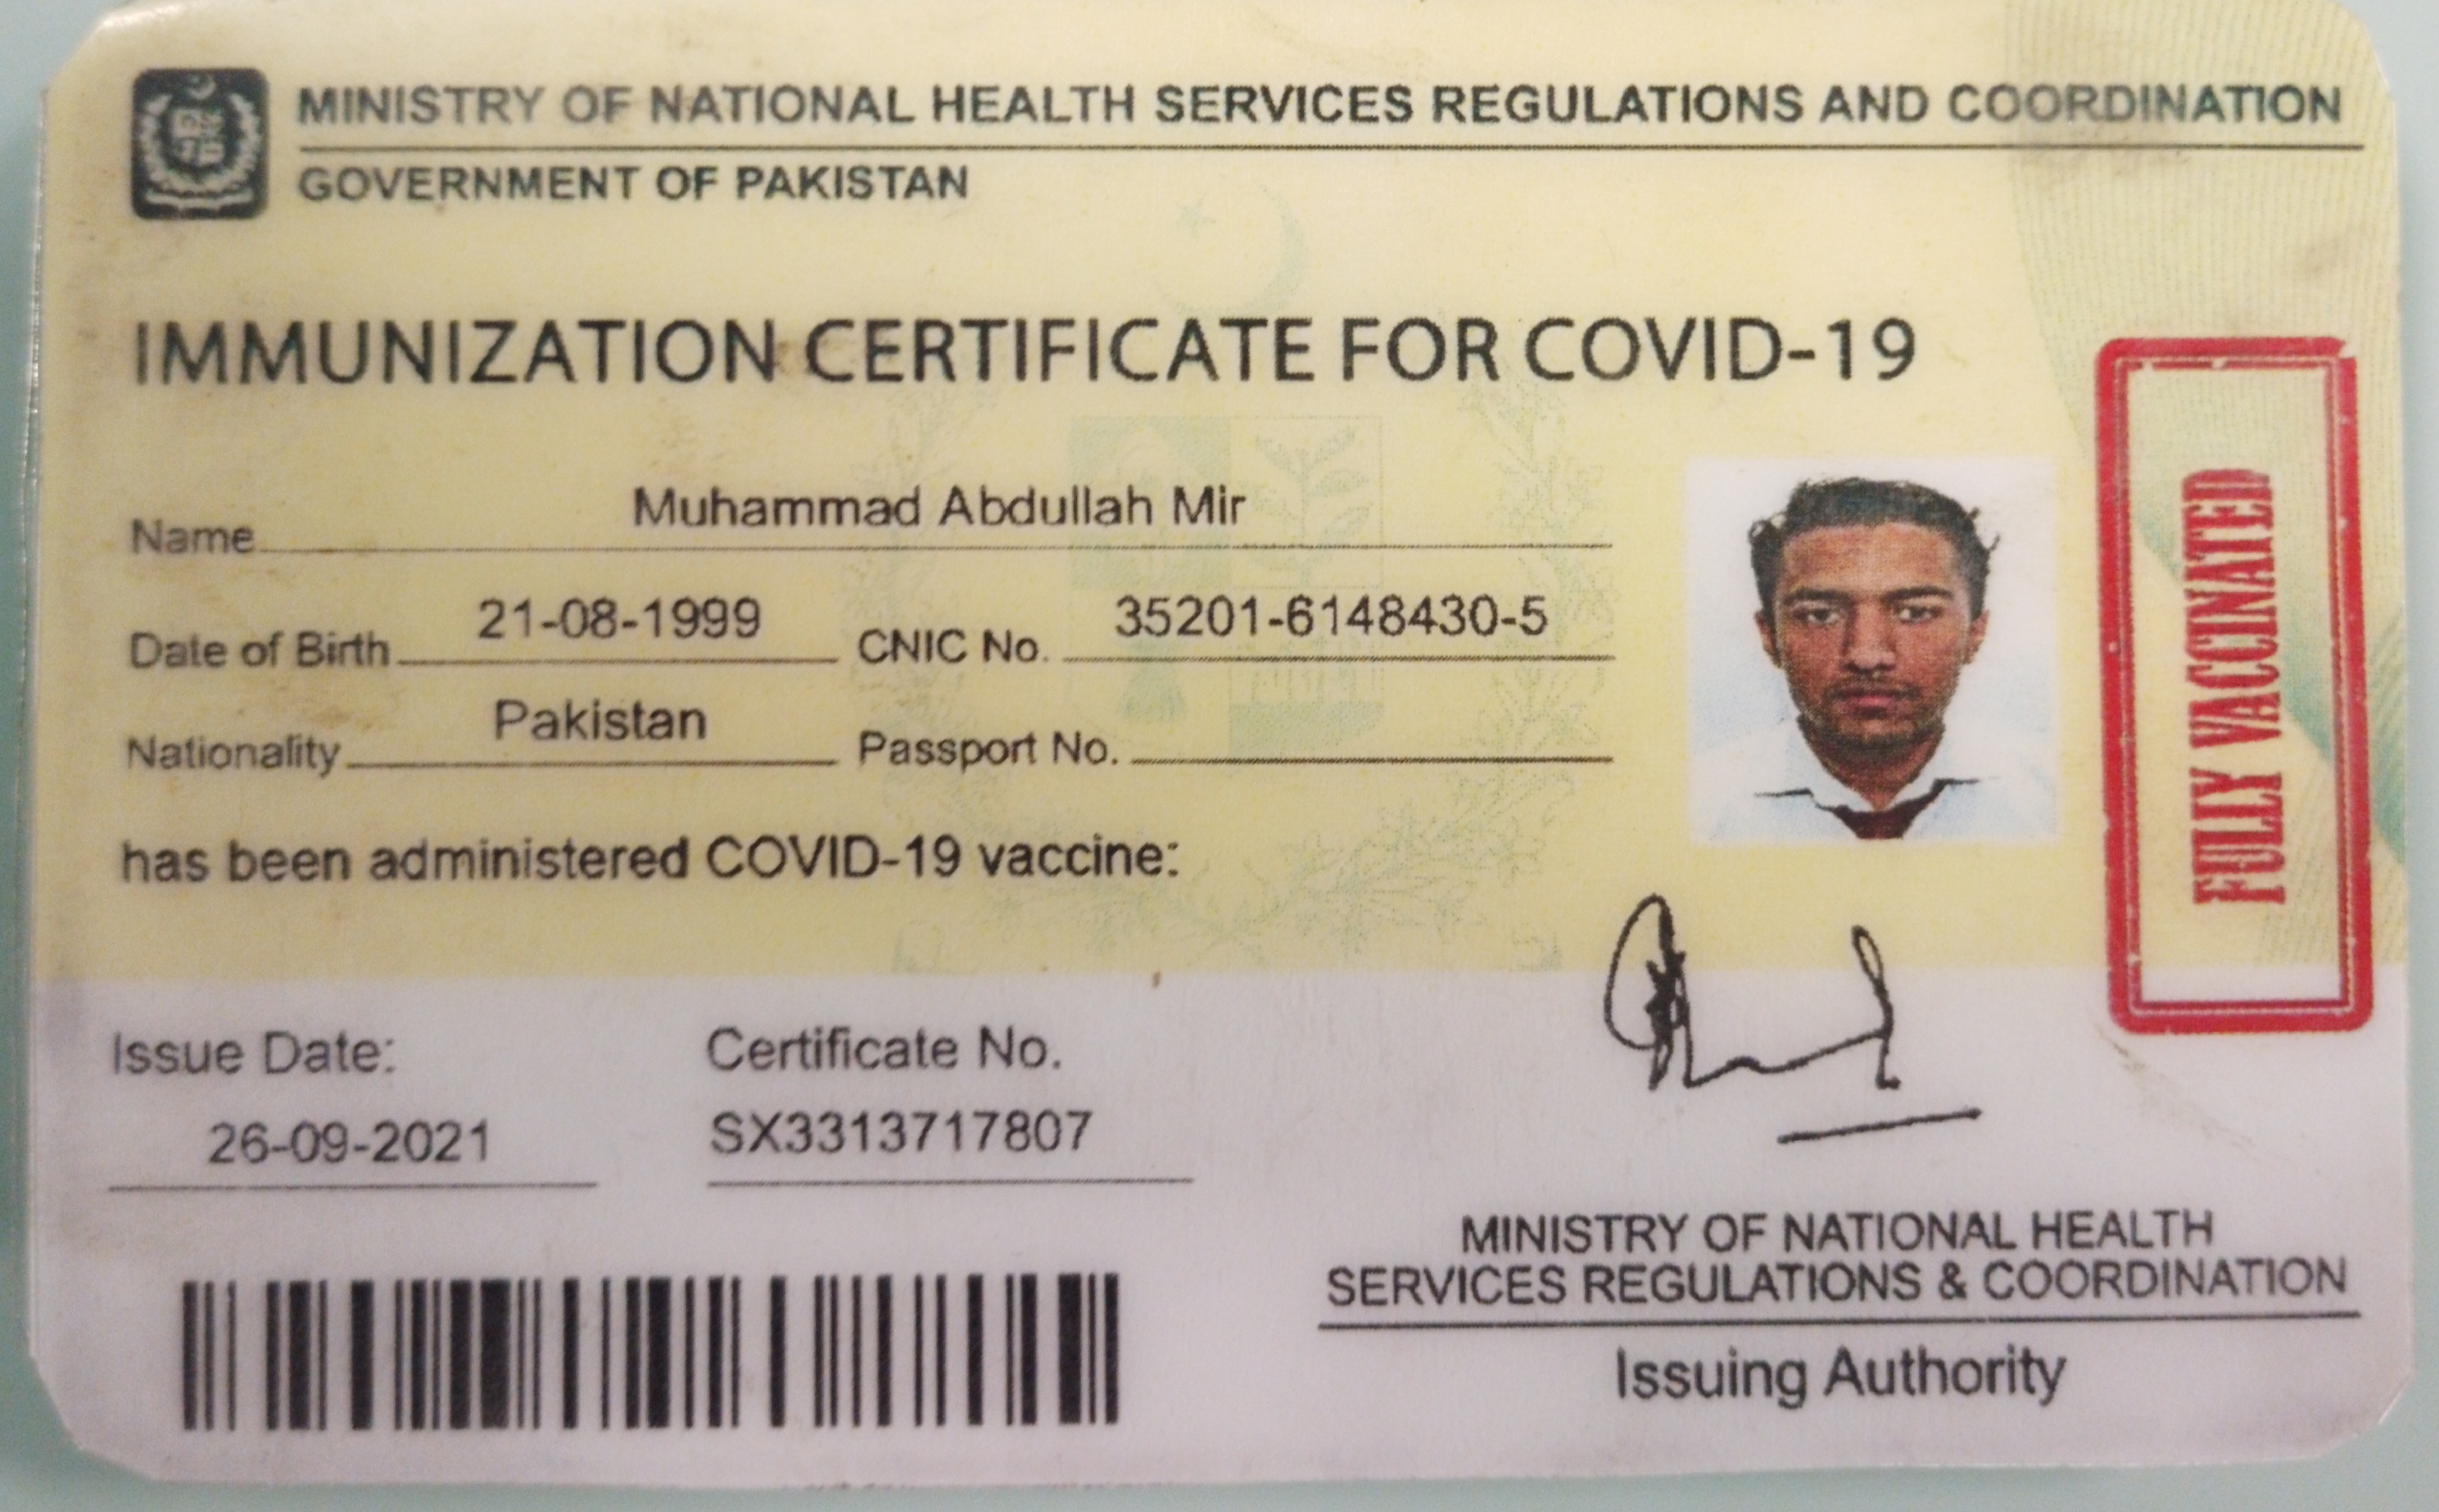 MINISTRY OF NATIONAL HEALTH SERVICES REGULATIONS AND COORDINATION
GOVERNMENT OF PAKISTAN
IMMUNIZATION CERTIFICATE FOR COVID-19
Name Muhammad Abdullah Mir
Date of Birth 21-08-1999 CNIC No. 35201-6148430-5
Nationality Pakistan Passport No.
has been administered COVID-19 vaccine:
FULLY VACCINATED
Issue Date: Certificate No.
26-09-2021 SX3313717807
MINISTRY OF NATIONAL HEALTH
SERVICES REGULATIONS & COORDINATION
Issuing Authority